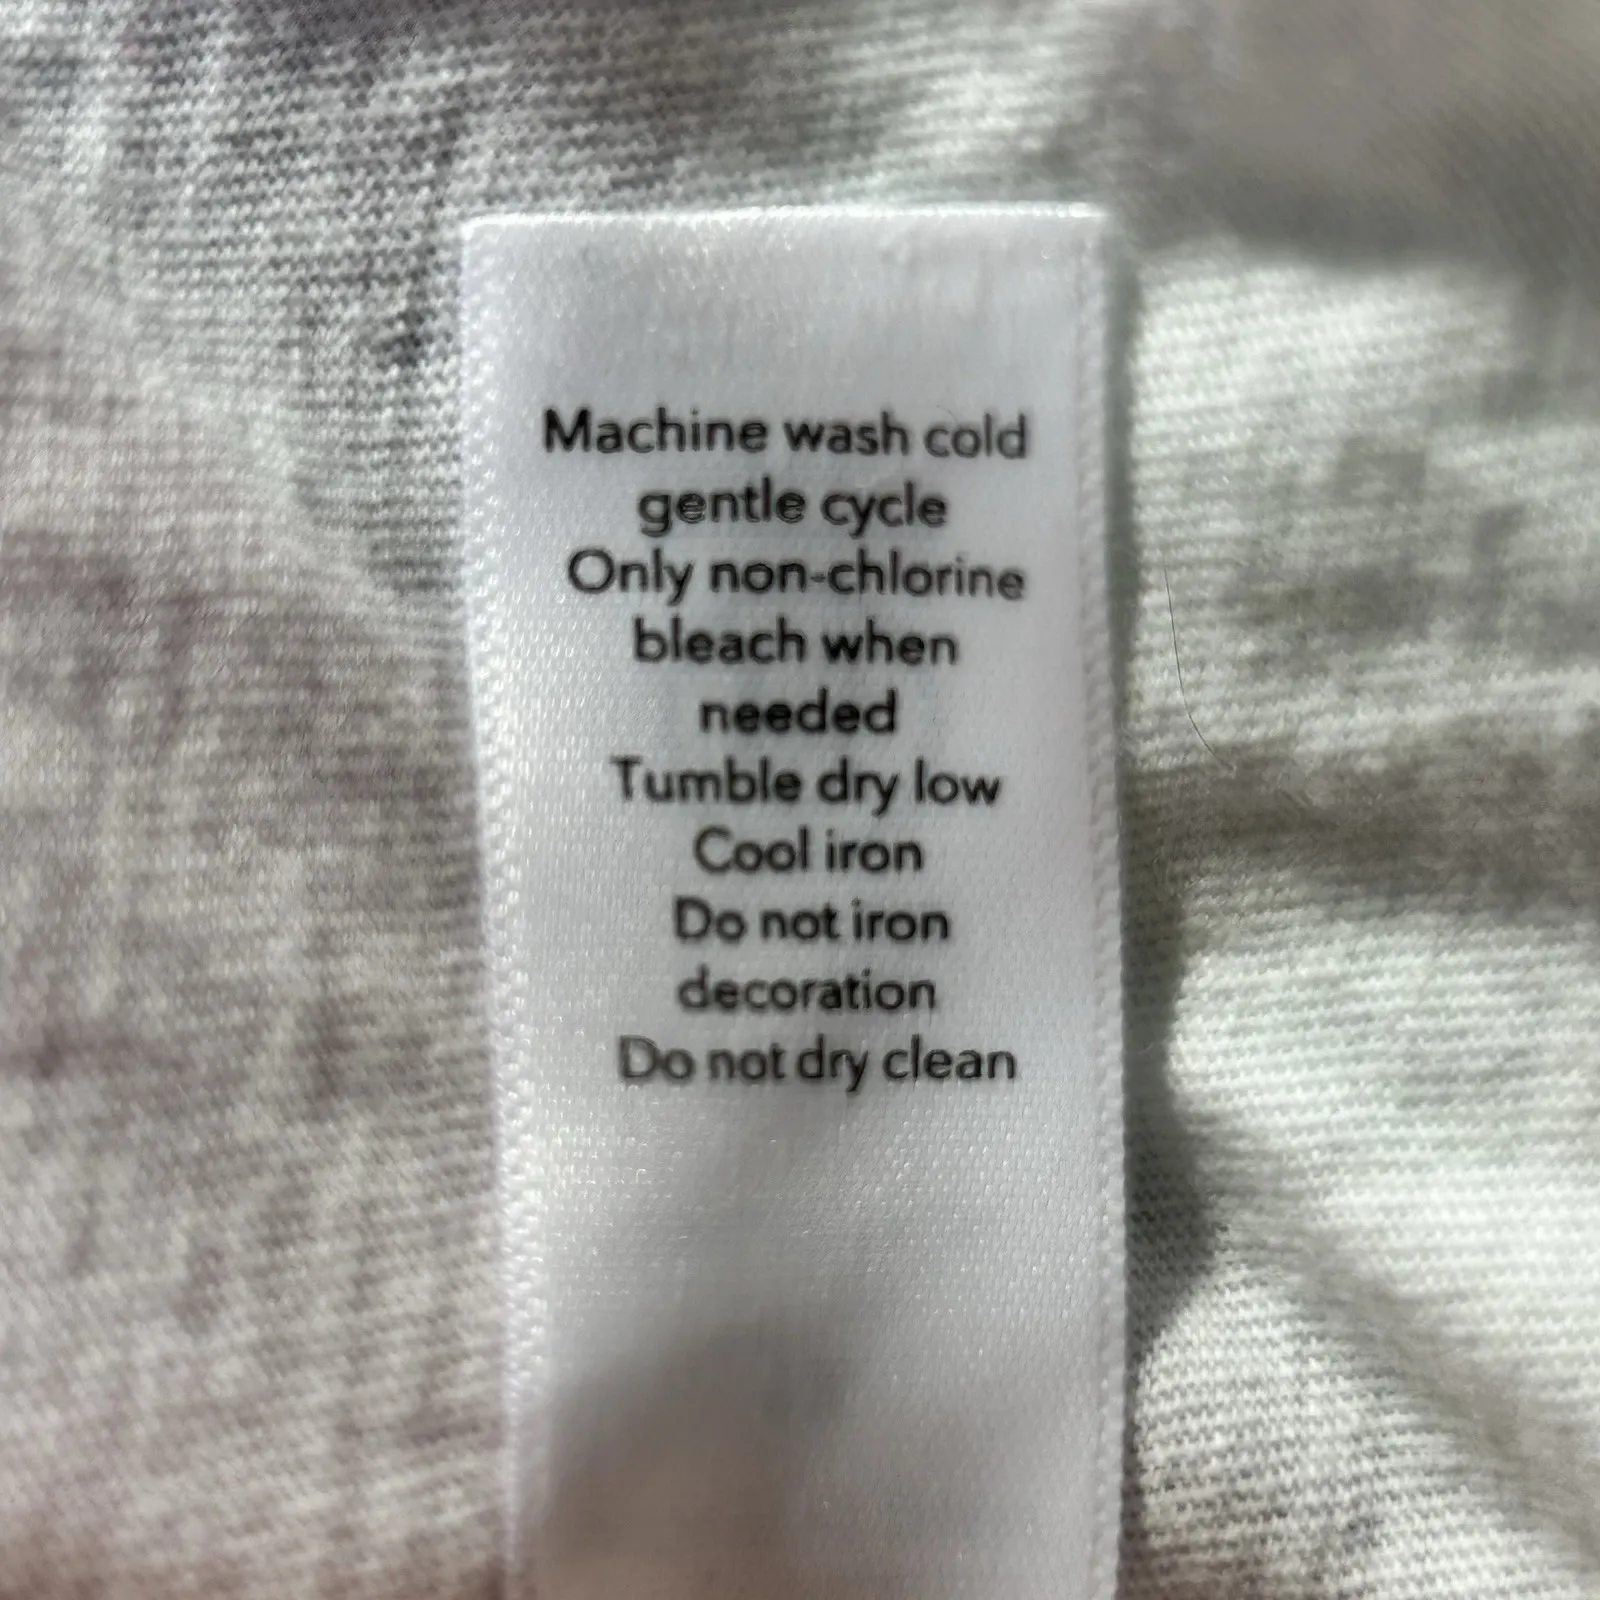 Machine wash cold
gentle cycle
Only non-chlorine
bleach when
needed
Tumble dry low
Cool iron
Do not iron
decoration
Do not dry clean